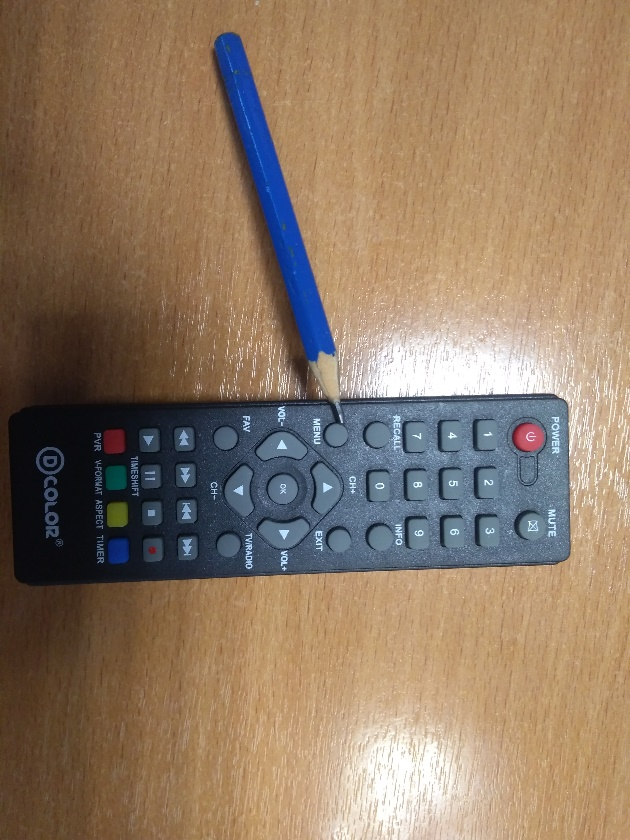 POWER
MUTE
1 2 3
4 5 6
7 8 9
RECALL 0 INFO
MENU CH+ EXIT
VOL- OK VOL+
FAV CH- TV/RADIO
TIMESHIFT
PVR V-FORMAT ASPECT TIMER
D COLOR®